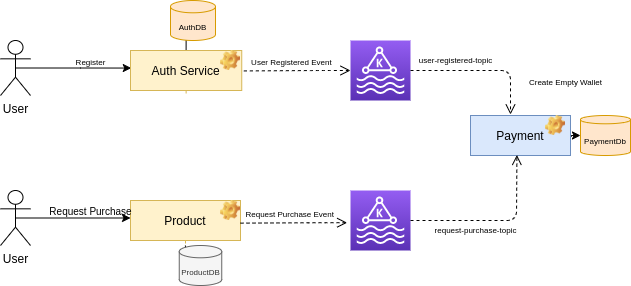 AuthDB
Register
Auth Service
User Registered Event
K
user-registered-topic
User
Create Empty Wallet
Payment
PaymentDb
Request Purchase
Product
Request Purchase Event
K
request-purchase-topic
User
ProductDB